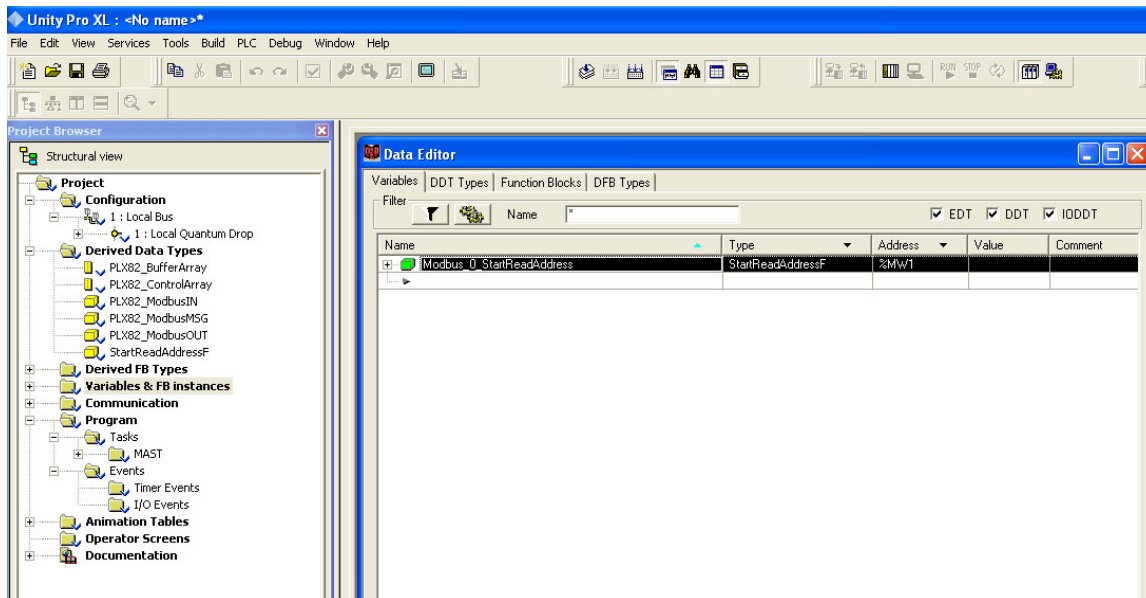 Unity Pro XL : <No name>*
File Edit View Services Tools Build PLC Debug Window Help
RUN STOP
Project Browser
Structural view
Project
Configuration
1 : Local Bus
1 : Local Quantum Drop
Derived Data Types
PLX82_BufferArray
PLX82_ControlArray
PLX82_ModbusIN
PLX82_ModbusMSG
PLX82_ModbusOUT
StartReadAddressF
Derived FB Types
Variables & FB instances
Communication
Program
Tasks
MAST
Events
Timer Events
I/O Events
Animation Tables
Operator Screens
Documentation
Data Editor
Variables DDT Types Function Blocks DFB Types
Filter
Name * EDT DDT IODDT
Name Type Address Value Comment
Modbus_0_StartReadAddress StartReadAddressF %MW1